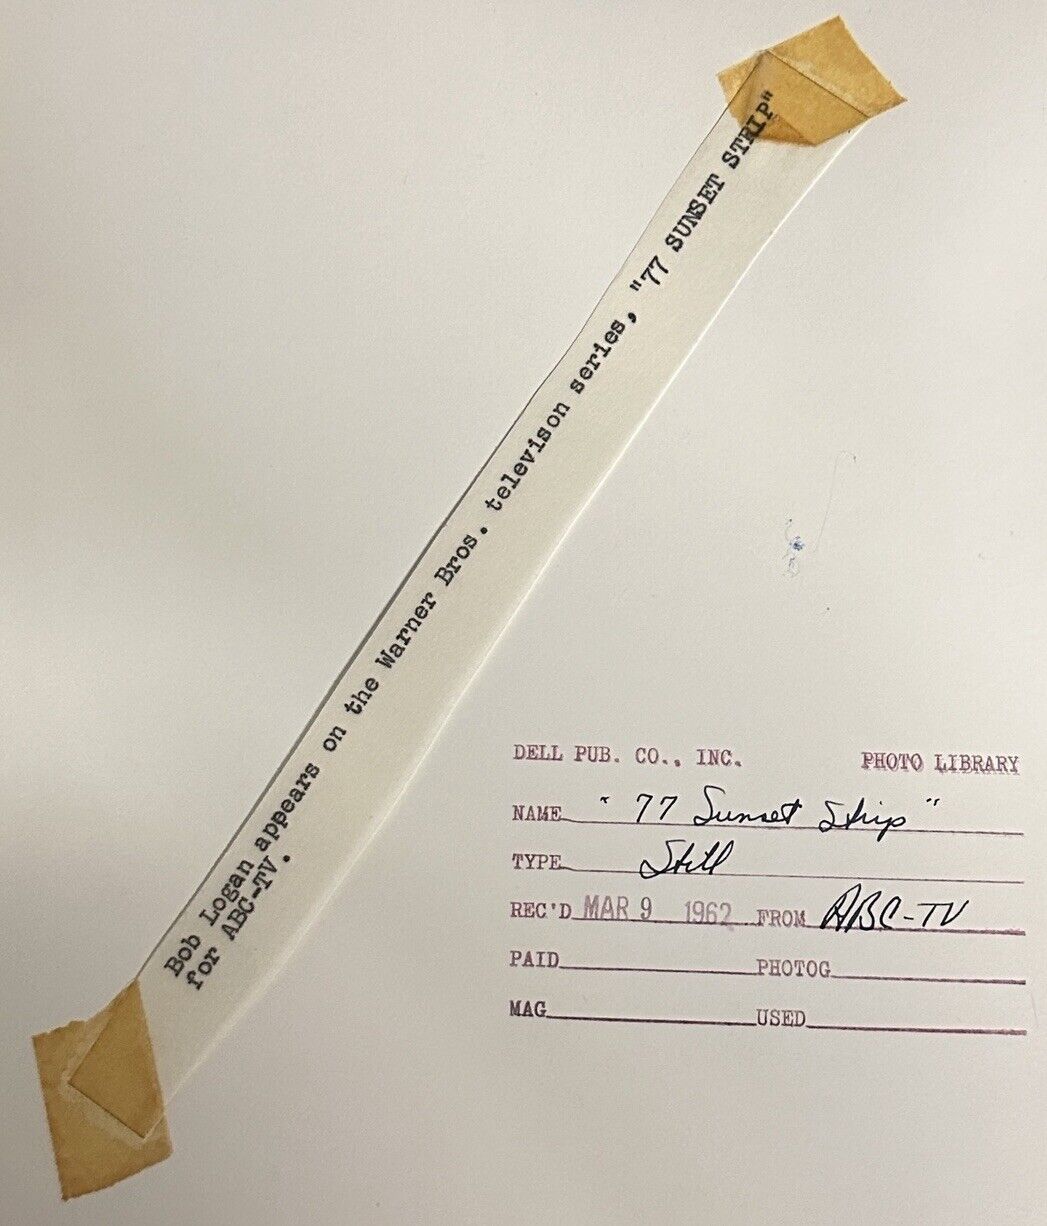 Bob Logan appears on the Warner Bros. televison series, "77 SUNSET STRIP"
for ABC-TV.
DELL PUB. CO., INC. PHOTO LIBRARY
NAME "77 Sunset Strip"
TYPE Still
REC'D MAR 9 1962 FROM ABC-TV
PAID PHOTOG
MAG USED